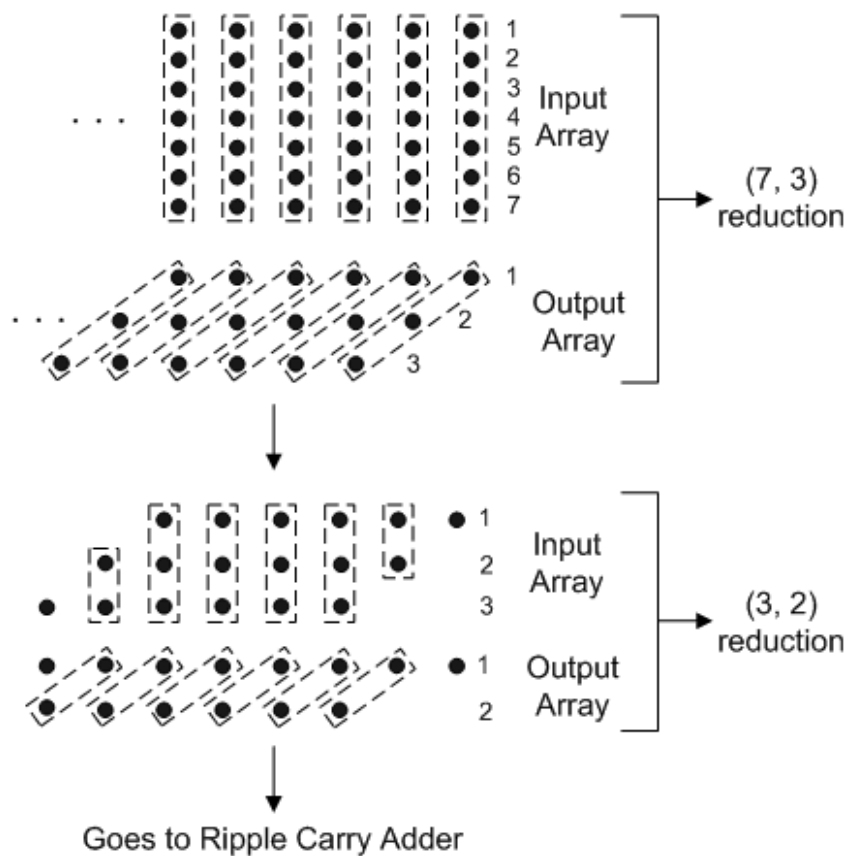 1
2
3
4
5
6
7
Input
Array
. . .
(7, 3)
reduction
1
2
3
Output
Array
. . .
1
2
3
Input
Array
(3, 2)
reduction
1
2
Output
Array
Goes to Ripple Carry Adder